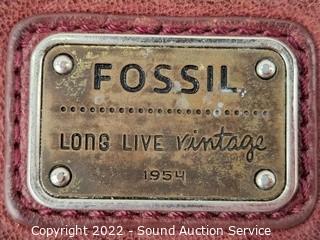 FOSSIL
LONG LIVE vintage
1954
Copyright 2022 - Sound Auction Service